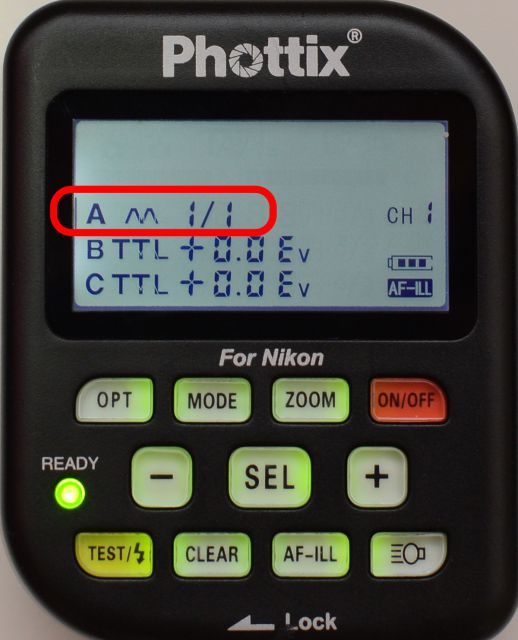 Phottix®
A 1/1
CH 1
B TTL +0.0 Ev
C TTL +0.0 Ev
AF-ILL
For Nikon
OPT MODE ZOOM ON/OFF
READY
- SEL +
TEST/ CLEAR AF-ILL
Lock